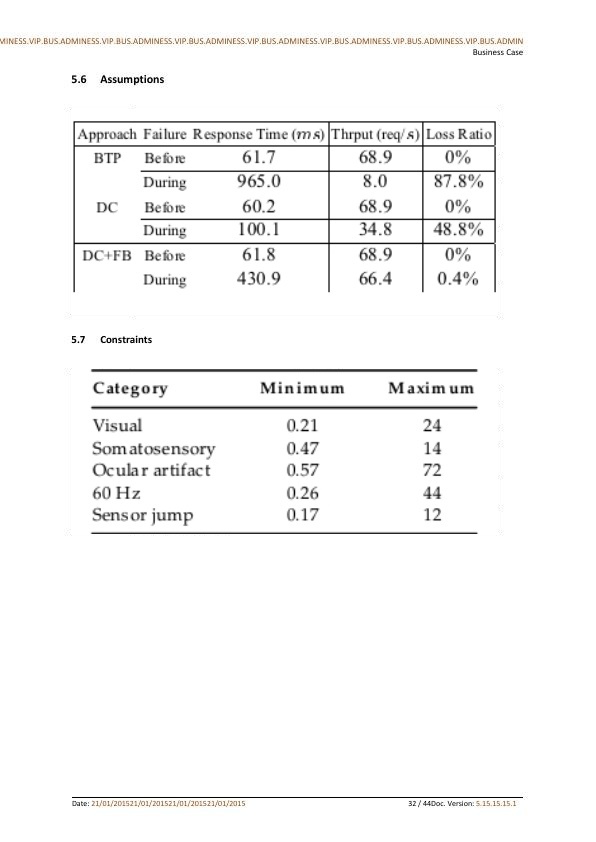 MINESS.VIP.BUS.ADMINESS.VIP.BUS.ADMINESS.VIP.BUS.ADMINESS.VIP.BUS.ADMINESS.VIP.BUS.ADMINESS.VIP.BUS.ADMINESS.VIP.BUS.ADMIN
Business Case
5.6 Assumptions
Approach Failure Response Time (ms) Thrput (req/s) Loss Ratio
BTP Before 61.7 68.9 0%
During 965.0 8.0 87.8%
DC Before 60.2 68.9 0%
During 100.1 34.8 48.8%
DC+FB Before 61.8 68.9 0%
During 430.9 66.4 0.4%
5.7 Constraints
Category Minimum Maximum
Visual 0.21 24
Somatosensory 0.47 14
Ocular artifact 0.57 72
60 Hz 0.26 44
Sensor jump 0.17 12
Date: 21/01/201521/01/201521/01/201521/01/2015 32 / 44Doc. Version: 5.15.15.15.1